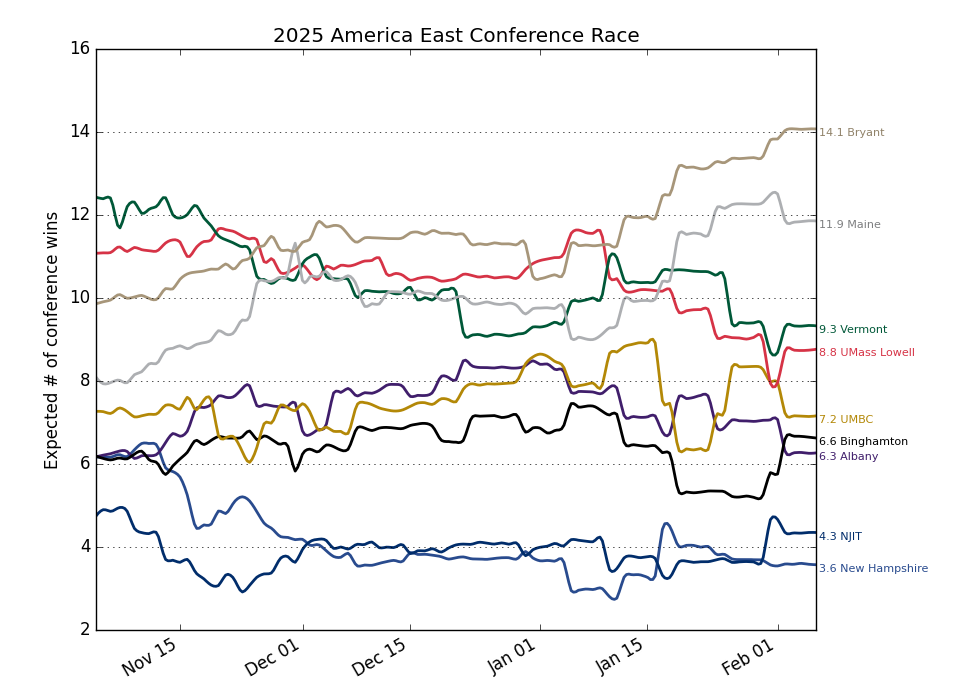 2025 America East Conference Race
Expected # of conference wins
16
14
12
10
8
6
4
2
Nov 15
Dec 01
Dec 15
Jan 01
Jan 15
Feb 01
14.1 Bryant
11.9 Maine
9.3 Vermont
8.8 UMass Lowell
7.2 UMBC
6.6 Binghamton
6.3 Albany
4.3 NJIT
3.6 New Hampshire